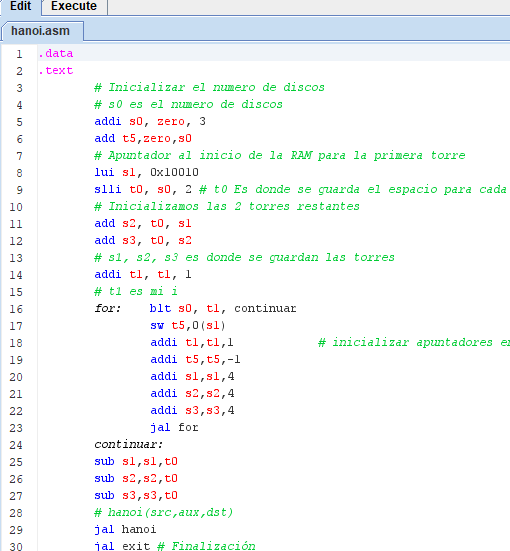 Edit Execute
hanoi.asm
1 .data
2 .text
3 # Inicializar el numero de discos
4 # s0 es el numero de discos
5 addi s0, zero, 3
6 add t5,zero,s0
7 # Apuntador al inicio de la RAM para la primera torre
8 lui s1, 0x10010
9 slli t0, s0, 2 # t0 Es donde se guarda el espacio para cada
10 # Inicializamos las 2 torres restantes
11 add s2, t0, s1
12 add s3, t0, s2
13 # s1, s2, s3 es donde se guardan las torres
14 addi t1, t1, 1
15 # t1 es mi i
16 for: blt s0, t1, continuar
17 sw t5,0(s1)
18 addi t1,t1,1 # inicializar apuntadores
19 addi t5,t5,-1
20 addi s1,s1,4
21 addi s2,s2,4
22 addi s3,s3,4
23 jal for
24 continuar:
25 sub s1,s1,t0
26 sub s2,s2,t0
27 sub s3,s3,t0
28 # hanoi(src,aux,dst)
29 jal hanoi
30 jal exit # Finalización